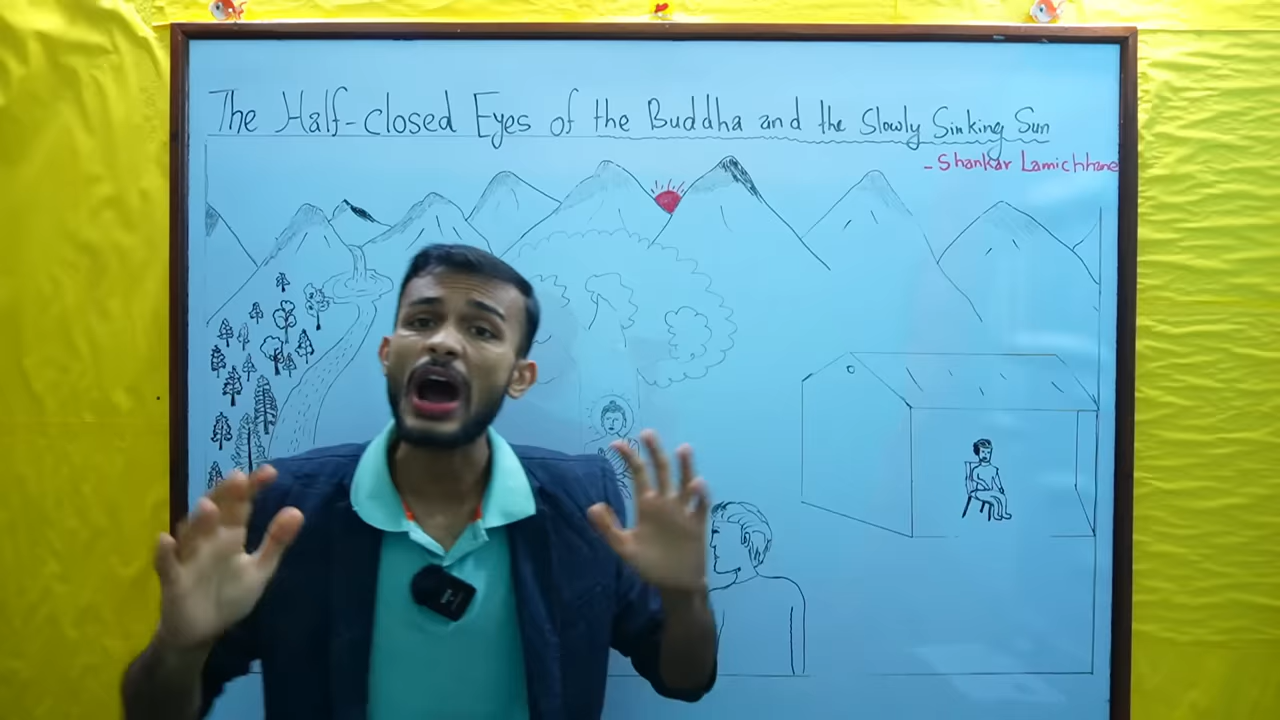 The Half-closed Eyes of the Buddha and the Slowly Sinking Sun
- Shankar Lamichhane